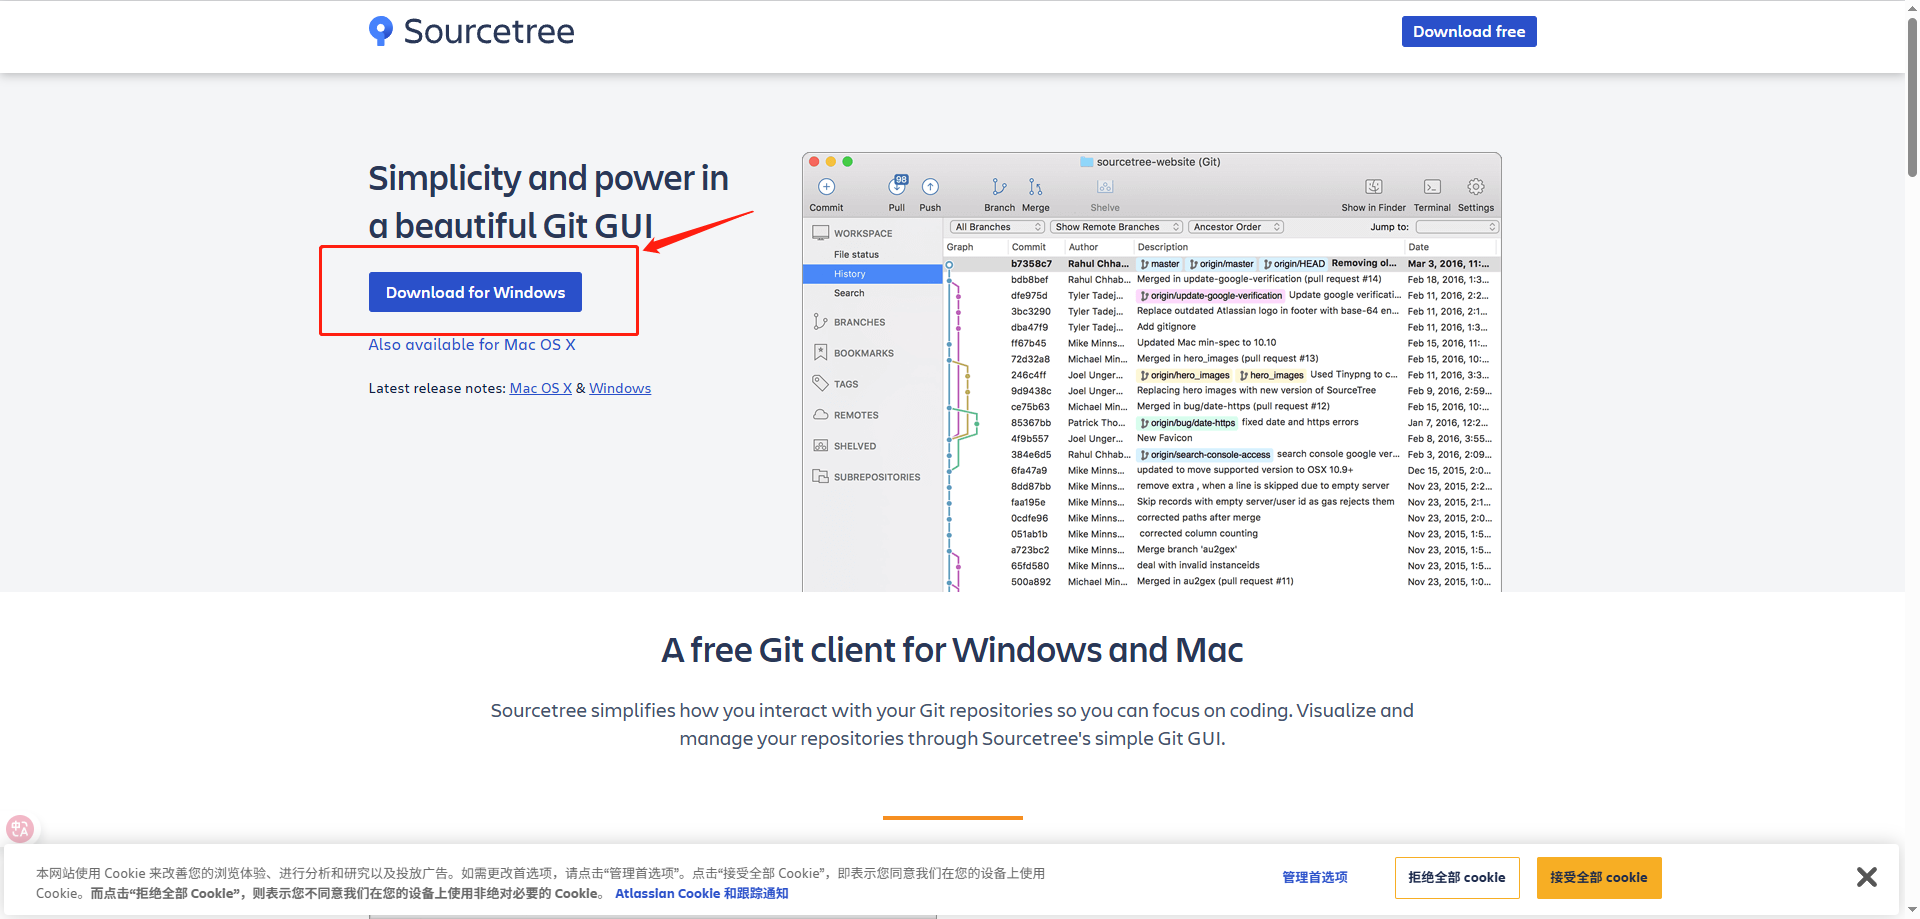 Sourcetree
Download free
Simplicity and power in
a beautiful Git GUI
Download for Windows
Also available for Mac OS X
Latest release notes: Mac OS X & Windows
sourcetree-website (Git)
98
Commit Pull Push Branch Merge Shelve Show in Finder Terminal Settings
All Branches Show Remote Branches Ancestor Order Jump to:
WORKSPACE
File status
History
Search
BRANCHES
BOOKMARKS
TAGS
REMOTES
SHELVED
SUBREPOSITORIES
Graph Commit Author Description Date
b7358c7 Rahul Chha... master origin/master origin/HEAD Removing ol... Mar 3, 2016, 11:...
bdb8bef Rahul Chhab... Merged in update-google-verification (pull request #14) Feb 18, 2016, 1:3...
dfe975d Tyler Tadej... origin/update-google-verification Update google verificati... Feb 11, 2016, 2:2...
3bc3290 Tyler Tadej... Replace outdated Atlassian logo in footer with base-64 en... Feb 11, 2016, 2:1...
dba47f9 Tyler Tadej... Add gitignore Feb 11, 2016, 1:3...
ff67b45 Mike Minns... Updated Mac min-spec to 10.10 Feb 15, 2016, 11:...
72d32a8 Michael Min... Merged in hero_images (pull request #13) Feb 15, 2016, 10:...
246c4ff Joel Unger... origin/hero_images hero_images Used Tinypng to c... Feb 11, 2016, 3:3...
9d9438c Joel Unger... Replacing hero images with new version of SourceTree Feb 9, 2016, 2:59...
ce75b63 Michael Min... Merged in bug/date-https (pull request #12) Feb 15, 2016, 10:...
85367bb Patrick Tho... origin/bug/date-https fixed date and https errors Jan 7, 2016, 12:2...
4f9b557 Joel Unger... New Favicon Feb 8, 2016, 3:55...
384e6d5 Rahul Chhab... origin/search-console-access search console google ver... Feb 3, 2016, 2:09...
6fa47a9 Mike Minns... updated to move supported version to OSX 10.9+ Dec 15, 2015, 2:0...
8dd87bb Mike Minns... remove extra , when a line is skipped due to empty server Nov 23, 2015, 2:2...
faa195e Mike Minns... Skip records with empty server/user id as gas rejects them Nov 23, 2015, 2:1...
0cdfe96 Mike Minns... corrected paths after merge Nov 23, 2015, 2:0...
051ab1b Mike Minns... corrected column counting Nov 23, 2015, 1:5...
a723bc2 Mike Minns... Merge branch 'au2gex' Nov 23, 2015, 1:5...
65fd580 Mike Minns... deal with invalid instanceids Nov 23, 2015, 1:5...
500a892 Michael Min... Merged in au2gex (pull request #11) Nov 23, 2015, 1:0...
A free Git client for Windows and Mac
Sourcetree simplifies how you interact with your Git repositories so you can focus on coding. Visualize and
manage your repositories through Sourcetree's simple Git GUI.
中A
本网站使用 Cookie 来改善您的浏览体验、进行分析和研究以及投放广告。如需更改首选项，请点击“管理首选项”。点击“接受全部 Cookie”，即表示您同意我们在您的设备上使用
Cookie。而点击“拒绝全部 Cookie”，则表示您不同意我们在您的设备上使用非绝对必要的 Cookie。 Atlassian Cookie 和跟踪通知
管理首选项
拒绝全部 cookie
接受全部 cookie